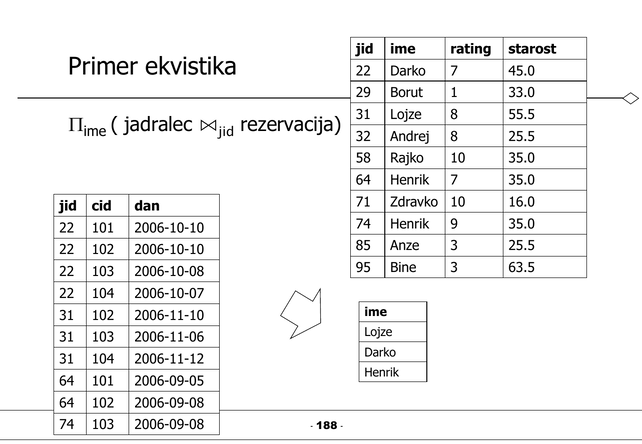 Primer ekvistika
Πime ( jadralec ⋈jid rezervacija)
jid ime rating starost
22 Darko 7 45.0
29 Borut 1 33.0
31 Lojze 8 55.5
32 Andrej 8 25.5
58 Rajko 10 35.0
64 Henrik 7 35.0
71 Zdravko 10 16.0
74 Henrik 9 35.0
85 Anze 3 25.5
95 Bine 3 63.5
jid cid dan
22 101 2006-10-10
22 102 2006-10-10
22 103 2006-10-08
22 104 2006-10-07
31 102 2006-11-10
31 103 2006-11-06
31 104 2006-11-12
64 101 2006-09-05
64 102 2006-09-08
74 103 2006-09-08
ime
Lojze
Darko
Henrik
- 188 -